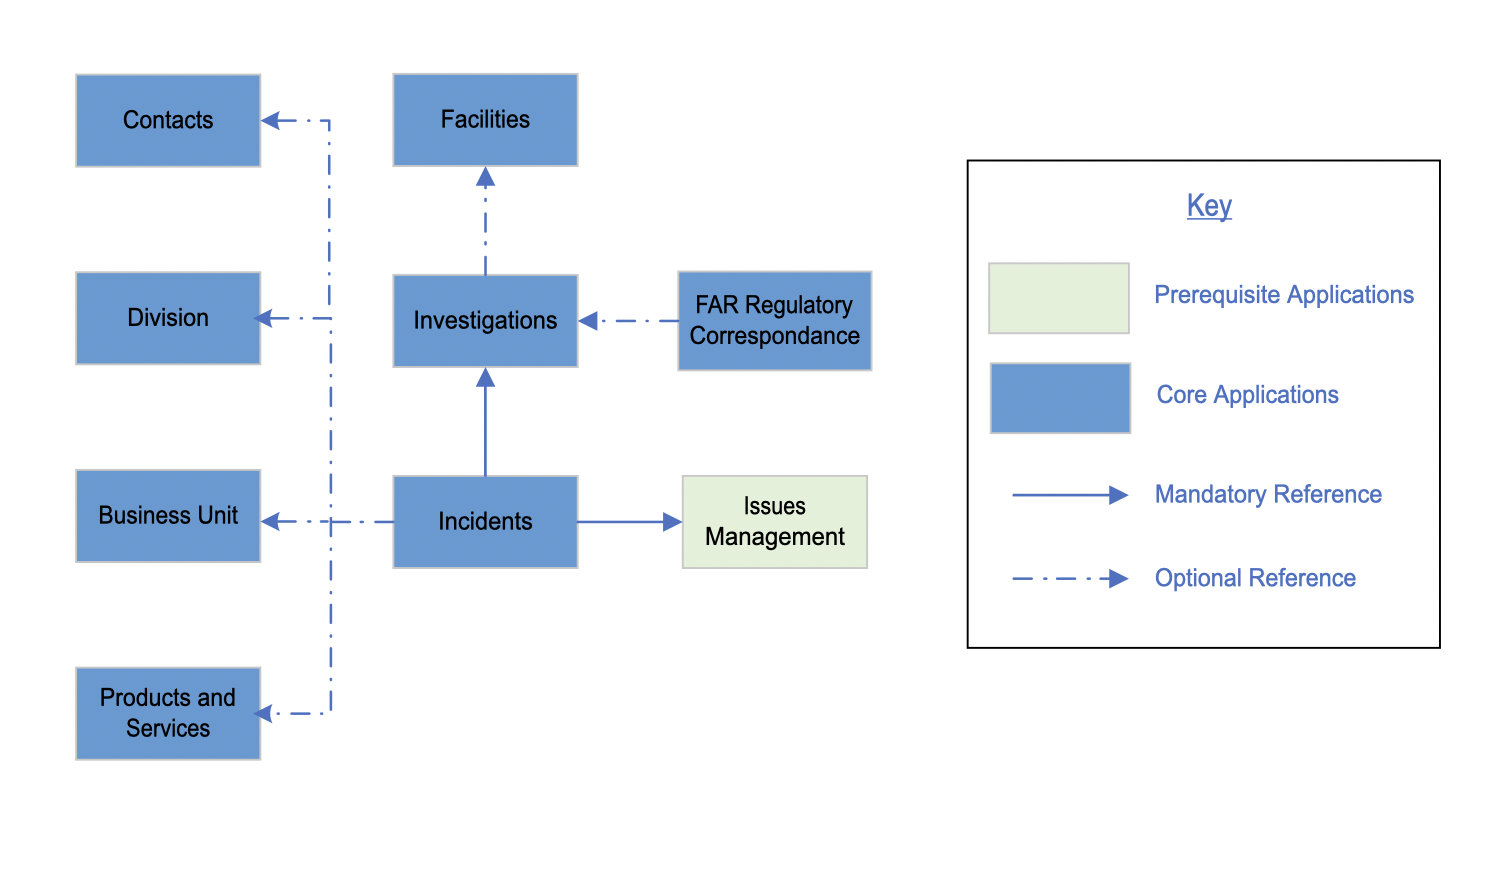 Contacts
Facilities
Division
Investigations
FAR Regulatory
Correspondance
Business Unit
Incidents
Issues
Management
Products and
Services
Key
Prerequisite Applications
Core Applications
Mandatory Reference
Optional Reference